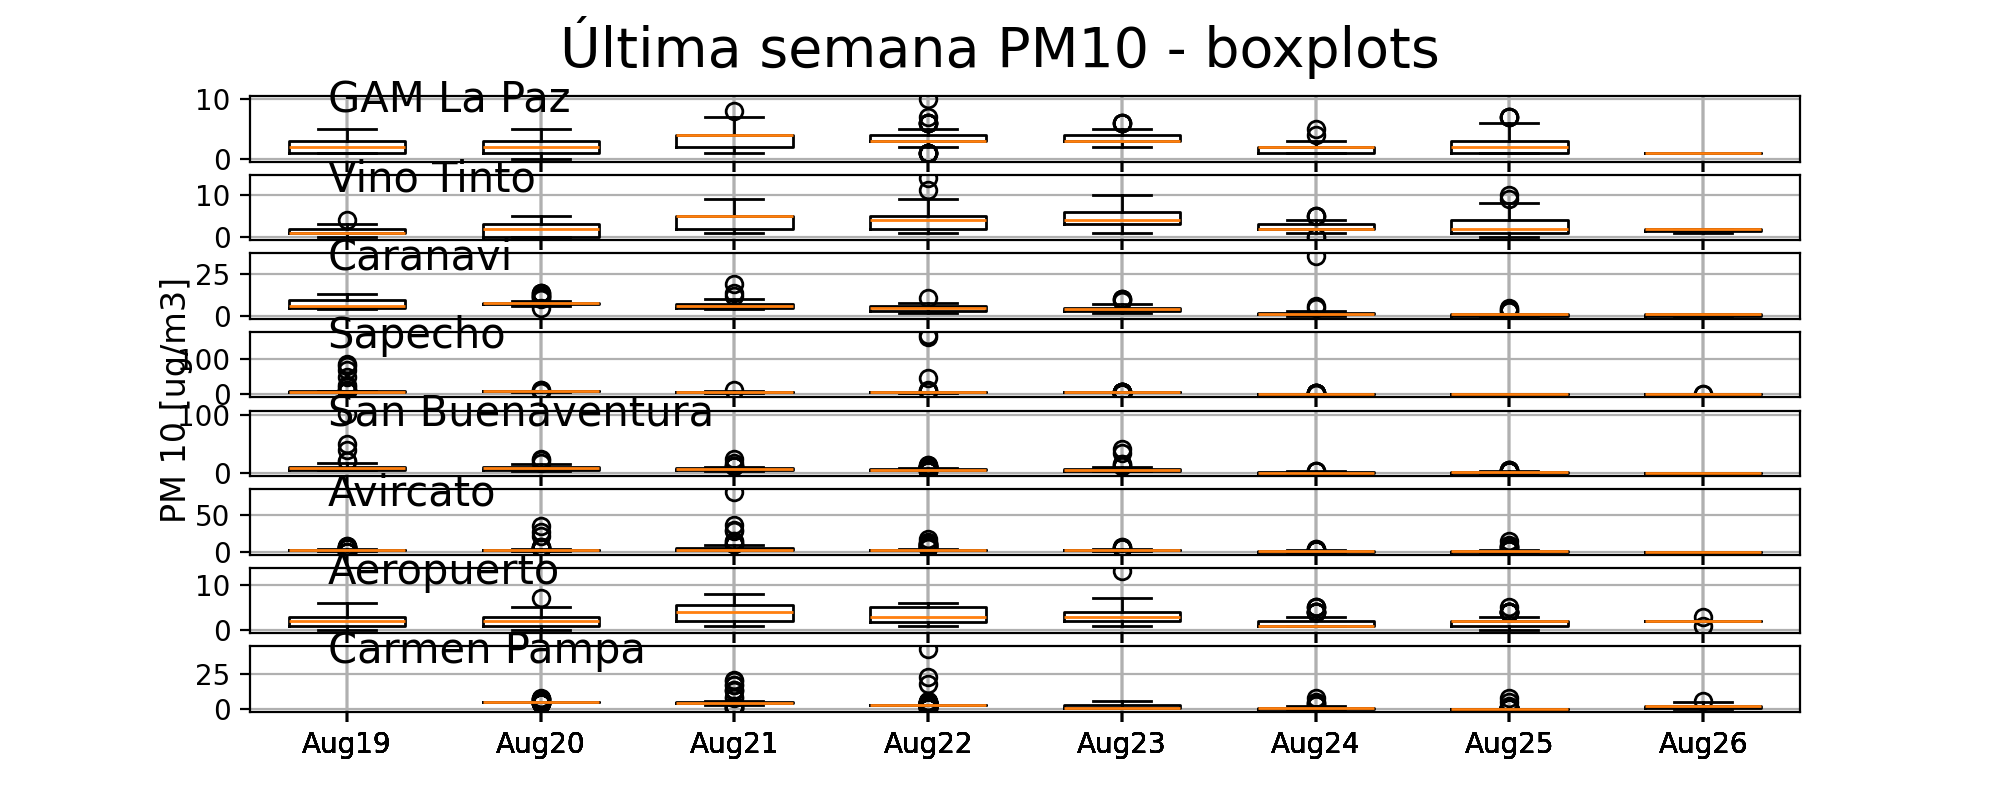 Última semana PM10 - boxplots
PM 10 [ug/m3]
GAM La Paz
10
0
Vino Tinto
10
0
Caranavi
25
0
Sapecho
100
0
San Buenaventura
100
0
Avircato
50
0
Aeropuerto
10
0
Carmen Pampa
25
0
Aug19 Aug20 Aug21 Aug22 Aug23 Aug24 Aug25 Aug26